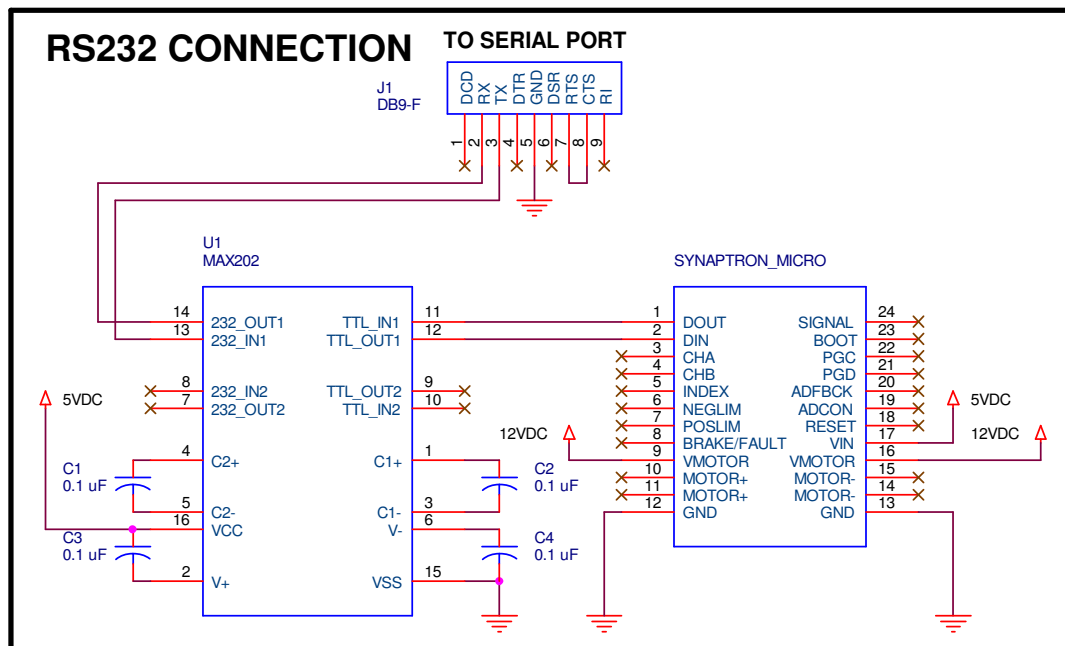 RS232 CONNECTION
TO SERIAL PORT
J1
DB9-F
DCD
RX
TX
DTR
GND
DSR
RTS
CTS
RI
1
2
3
4
5
6
7
8
9
U1
MAX202
14 232_OUT1 TTL_IN1 11
13 232_IN1 TTL_OUT1 12
8 232_IN2 TTL_OUT2 9
7 232_OUT2 TTL_IN2 10
4 C2+ C1+ 1
5 C2- C1- 3
16 VCC V- 6
2 V+ VSS 15
5VDC
C1
0.1 uF
C3
0.1 uF
C2
0.1 uF
C4
0.1 uF
SYNAPTRON_MICRO
1 DOUT SIGNAL 24
2 DIN BOOT 23
3 CHA PGC 22
4 CHB PGD 21
5 INDEX ADFBCK 20
6 NEGLIM ADCON 19
7 POSLIM RESET 18
8 BRAKE/FAULT VIN 17
9 VMOTOR VMOTOR 16
10 MOTOR+ MOTOR- 15
11 MOTOR+ MOTOR- 14
12 GND GND 13
12VDC
5VDC
12VDC